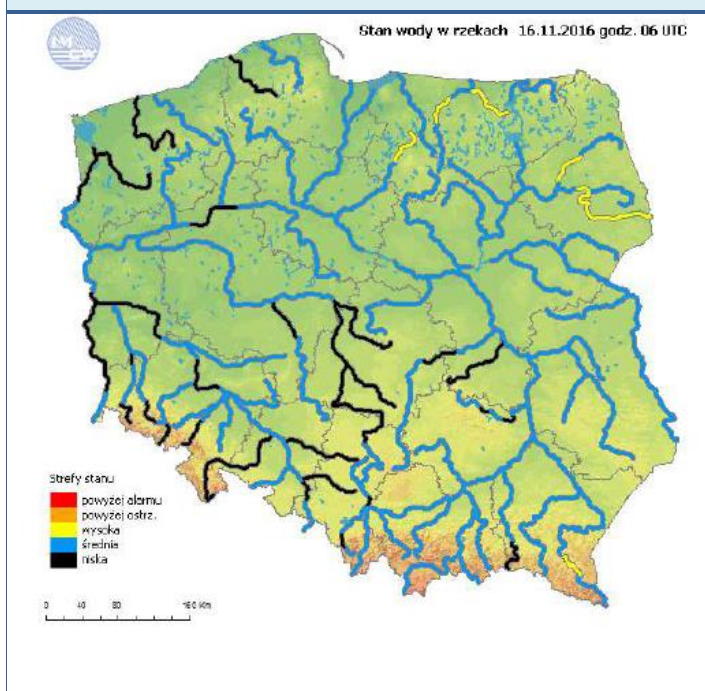 Stan wody w rzekach 16.11.2016 godz. 06 UTC
Strefy stanu
powyżej alarmu
powyżej ostrz.
wysoka
średnia
niska
0 40 80 160 Km